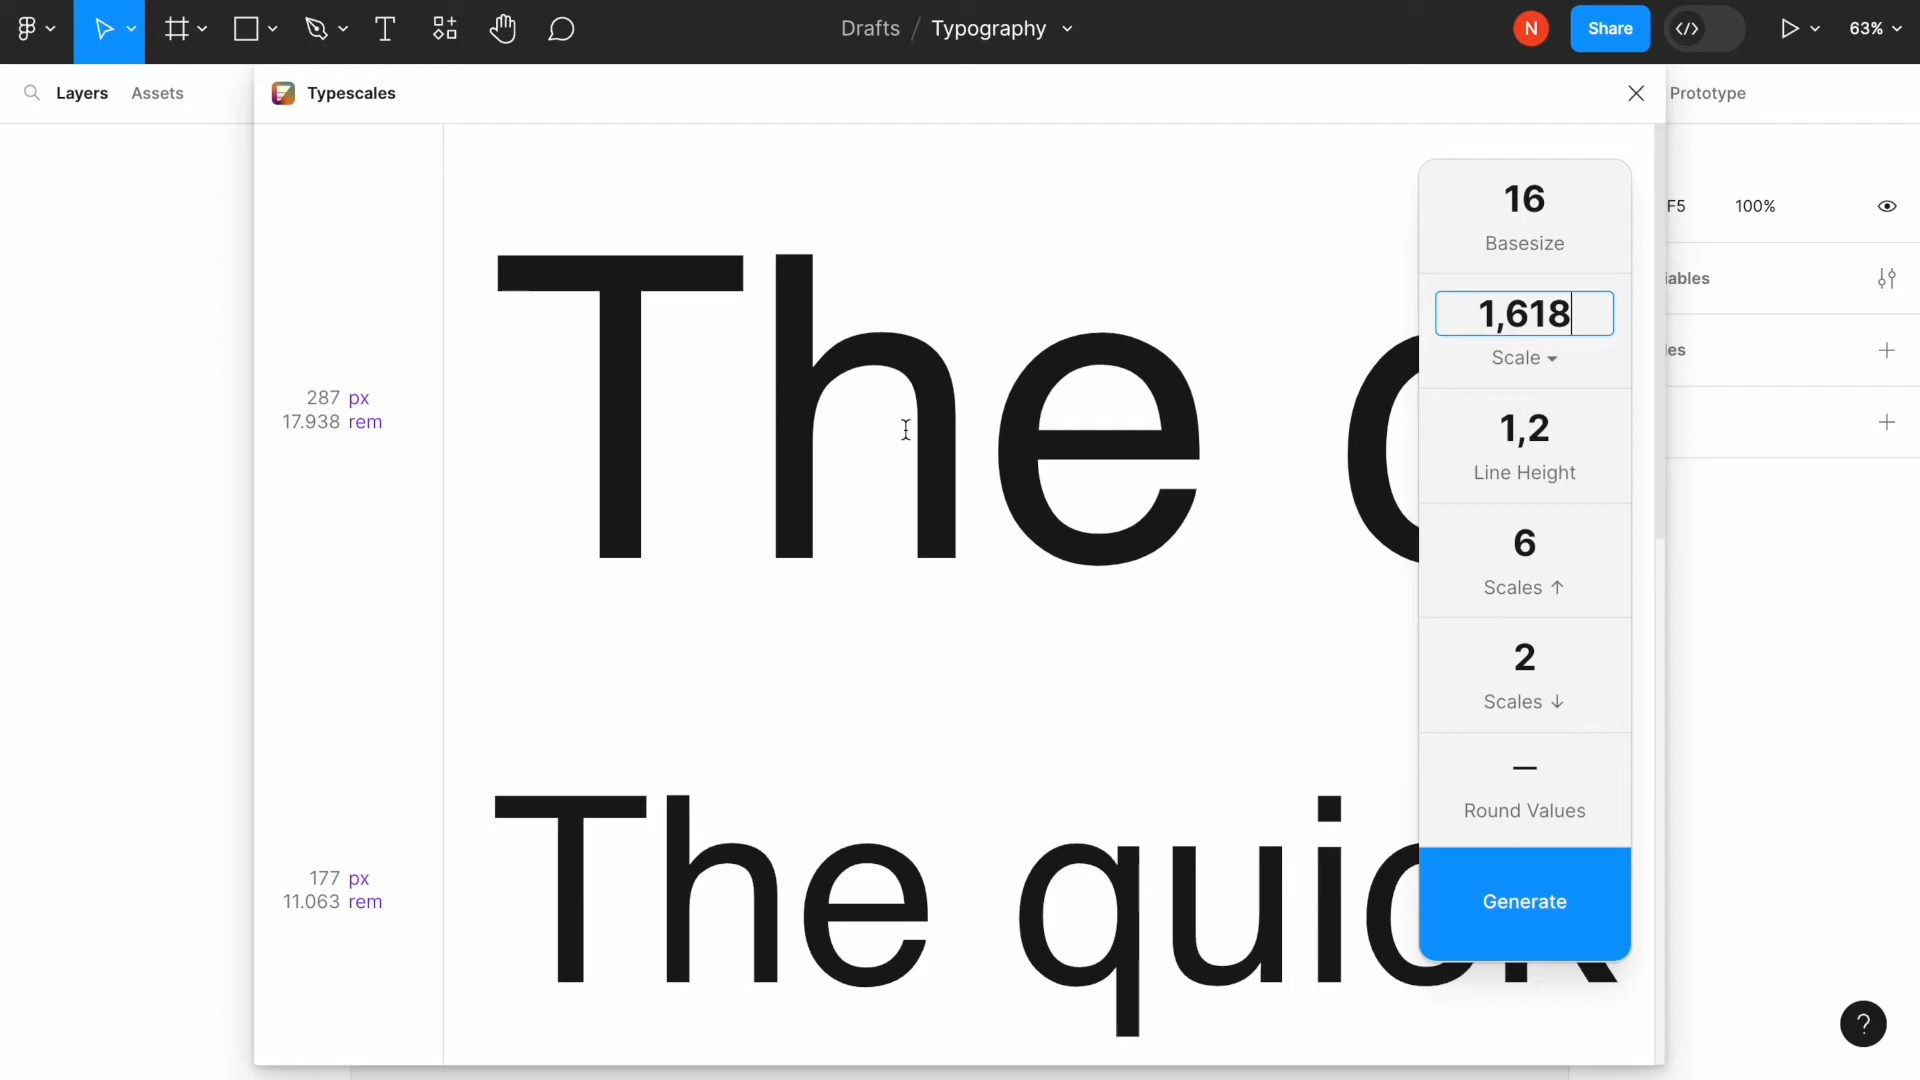 Drafts / Typography
N
Share
63%
Layers
Assets
Typescales
Prototype
16
Basesize
F5
100%
iables
1,618
Scale
les
287 px
17.938 rem
The
1,2
Line Height
6
Scales ↑
2
Scales ↓
—
Round Values
177 px
11.063 rem
The quick
Generate
?